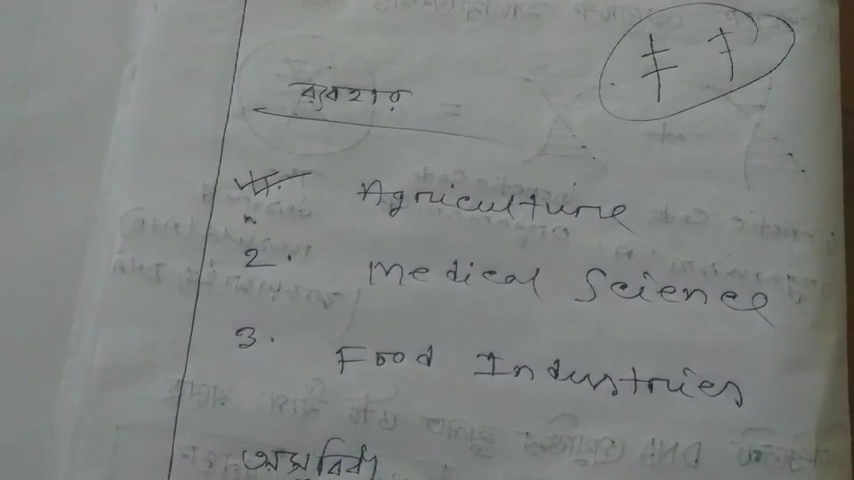 ব্যবহার
Agriculture
2. Medical Science
3. Food Industries
অসুবিধা